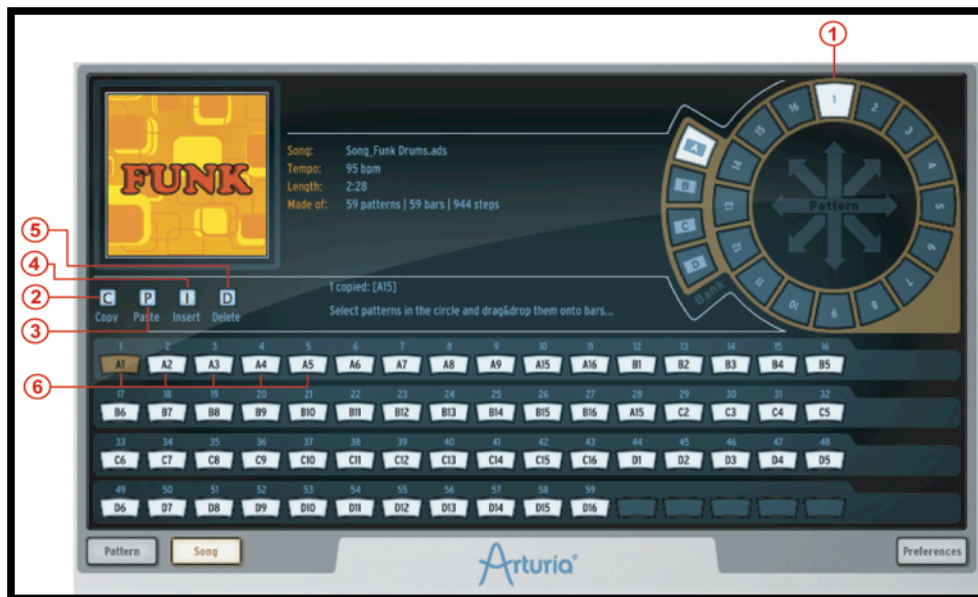 1
FUNK
Song: Song_Funk Drums.ads
Tempo: 95 bpm
Length: 2:28
Made of: 59 patterns | 59 bars | 944 steps
A
B
C
D
Bank
1
2
3
4
5
6
7
8
9
10
11
12
13
14
15
16
Pattern
5
4
2
3
C P I D
Copy Paste Insert Delete
1 copied: [A15]
Select patterns in the circle and drag&drop them onto bars...
1 2 3 4 5 6 7 8 9 10 11 12 13 14 15 16
A1 A2 A3 A4 A5 A6 A7 A8 A9 A15 A16 B1 B2 B3 B4 B5
6
17 18 19 20 21 22 23 24 25 26 27 28 29 30 31 32
B6 B7 B8 B9 B10 B11 B12 B13 B14 B15 B16 A15 C2 C3 C4 C5
33 34 35 36 37 38 39 40 41 42 43 44 45 46 47 48
C6 C7 C8 C9 C10 C11 C12 C13 C14 C15 C16 D1 D2 D3 D4 D5
49 50 51 52 53 54 55 56 57 58 59
D6 D7 D8 D9 D10 D11 D12 D13 D14 D15 D16
Pattern Song Arturia® Preferences